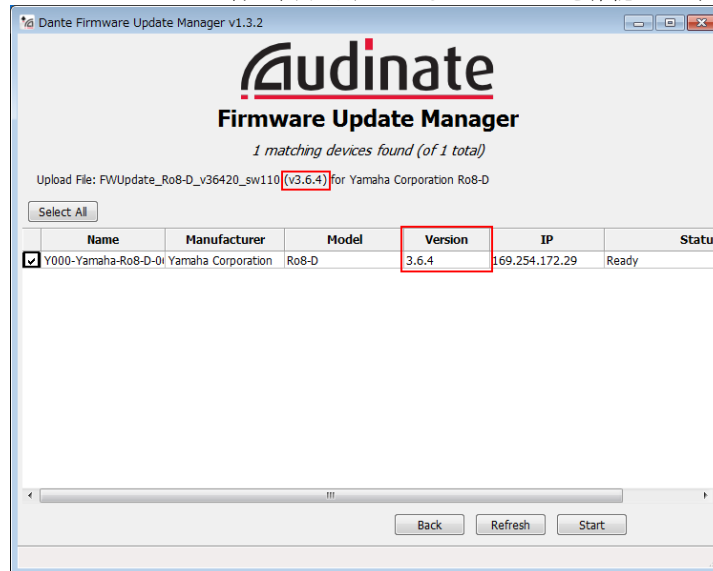 Dante Firmware Update Manager v1.3.2
Audinate
Firmware Update Manager
1 matching devices found (of 1 total)
Upload File: FWUpdate_Ro8-D_v36420_sw110 (v3.6.4) for Yamaha Corporation Ro8-D
Select All
Name Manufacturer Model Version IP Statu
Y000-Yamaha-Ro8-D-0 Yamaha Corporation Ro8-D 3.6.4 169.254.172.29 Ready
Back Refresh Start